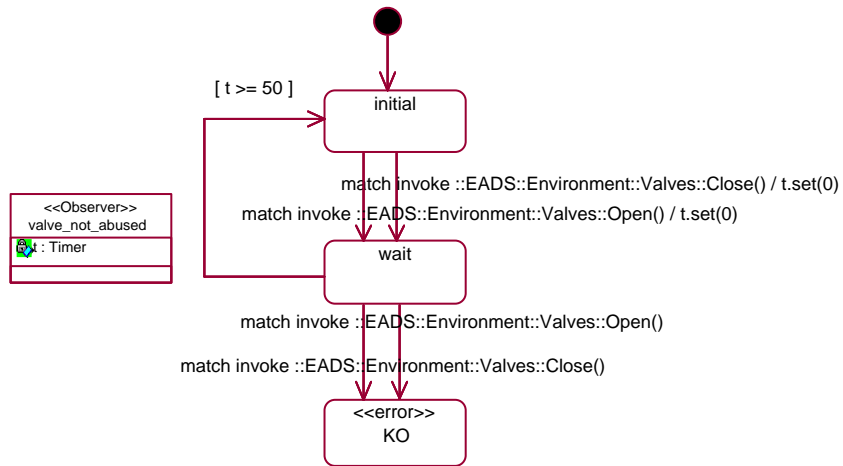 [ t >= 50 ]
initial
match invoke ::EADS::Environment::Valves::Close() / t.set(0)
match invoke ::EADS::Environment::Valves::Open() / t.set(0)
<<Observer>>
valve_not_abused
t : Timer
wait
match invoke ::EADS::Environment::Valves::Open()
match invoke ::EADS::Environment::Valves::Close()
<<error>>
KO